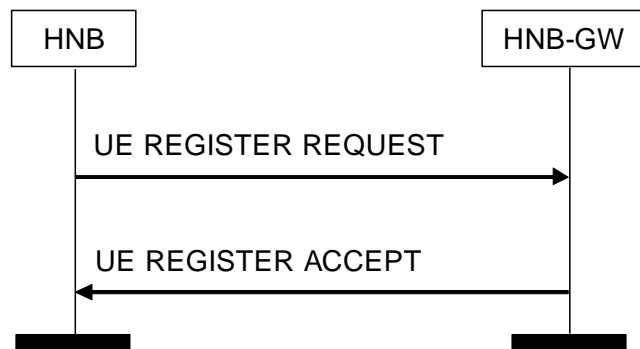 HNB
HNB-GW
UE REGISTER REQUEST
UE REGISTER ACCEPT